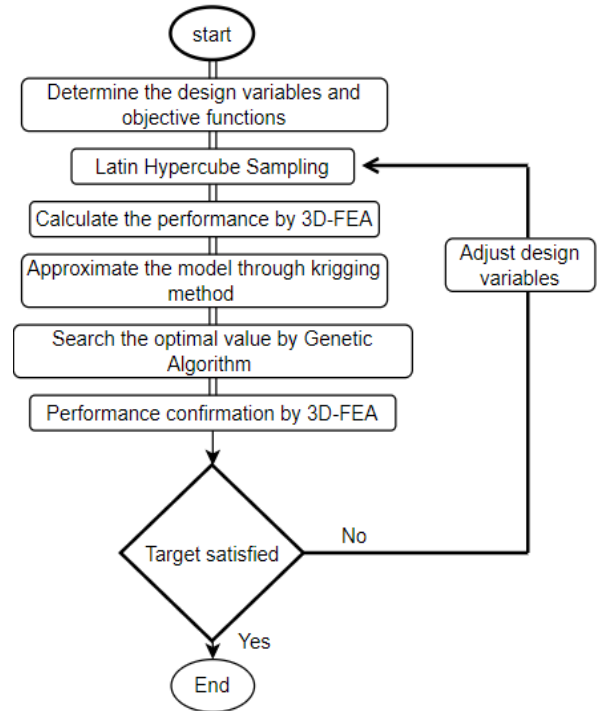 start
Determine the design variables and
objective functions
Latin Hypercube Sampling
Calculate the performance by 3D-FEA
Adjust design
variables
Approximate the model through krigging
method
Search the optimal value by Genetic
Algorithm
Performance confirmation by 3D-FEA
Target satisfied
No
Yes
End